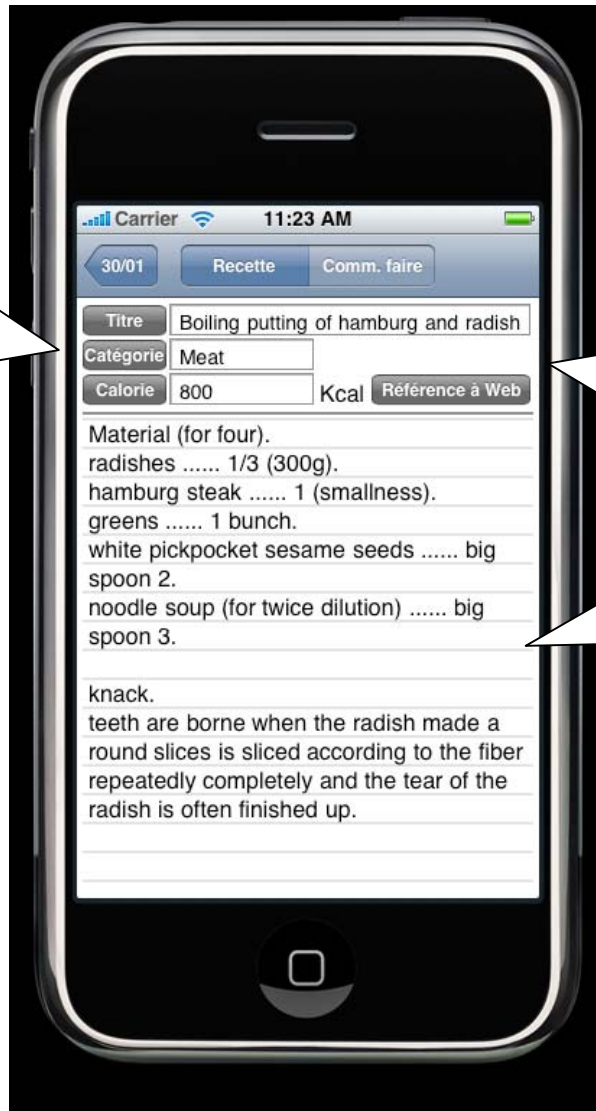 Carrier 11:23 AM
30/01 Recette Comm. faire
Titre Boiling putting of hamburg and radish
Catégorie Meat
Calorie 800 Kcal Référence à Web
Material (for four).
radishes ...... 1/3 (300g).
hamburg steak ...... 1 (smallness).
greens ...... 1 bunch.
white pickpocket sesame seeds ...... big
spoon 2.
noodle soup (for twice dilution) ...... big
spoon 3.
knack.
teeth are borne when the radish made a
round slices is sliced according to the fiber
repeatedly completely and the tear of the
radish is often finished up.